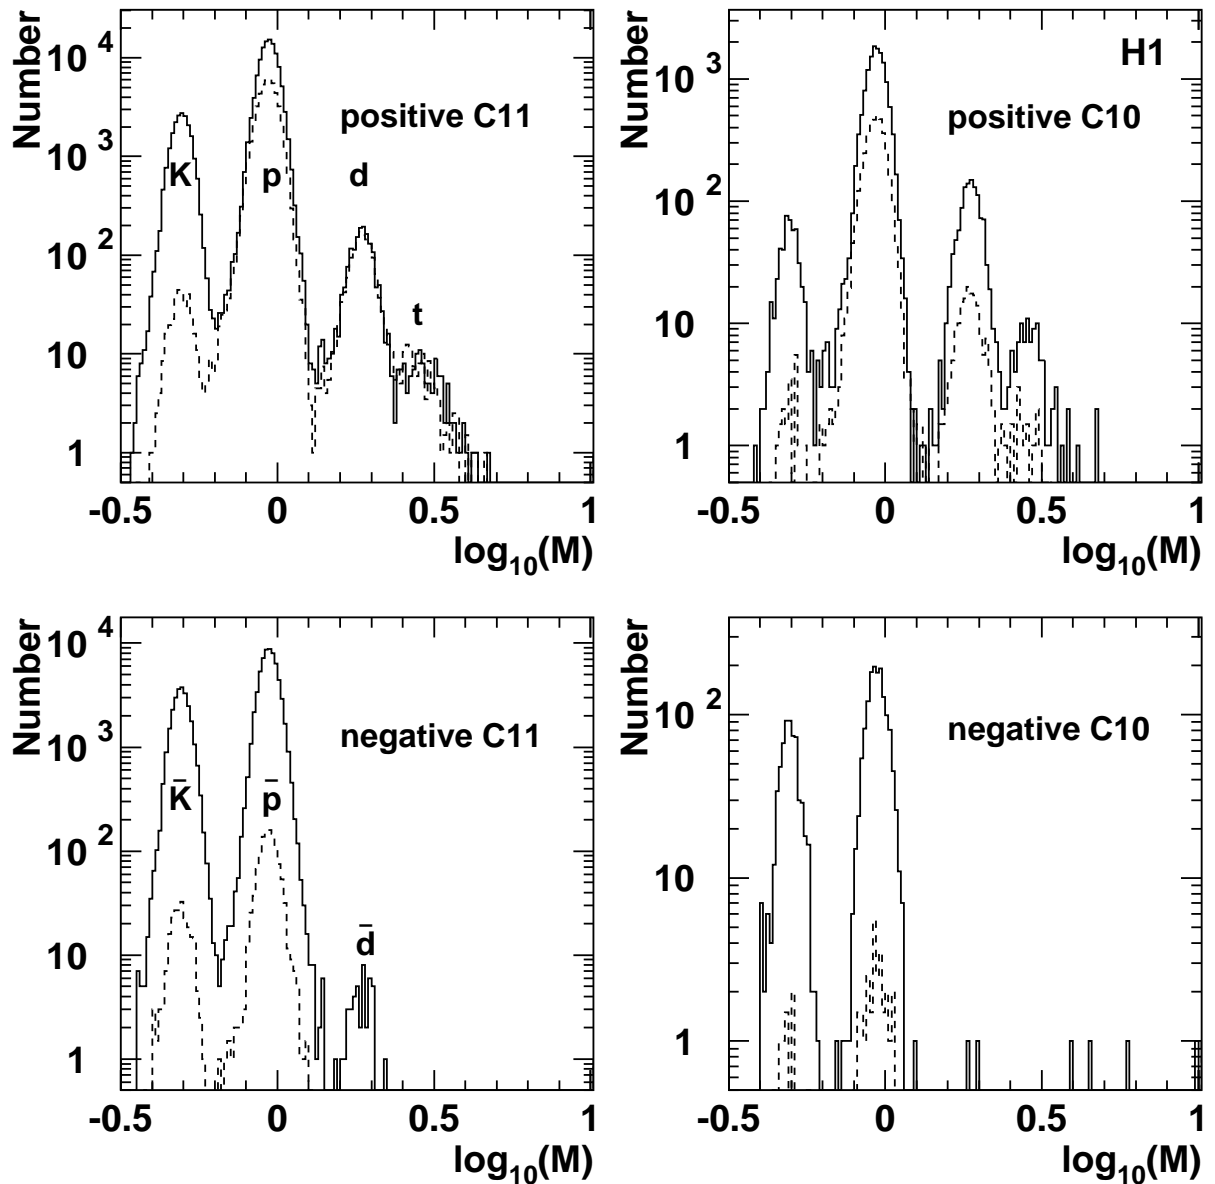 Number
10 4
10 3
10 2
10
1
positive C11
K p d
t
-0.5 0 0.5 1
log10(M)
Number
10 3
10 2
10
1
H1
positive C10
-0.5 0 0.5 1
log10(M)
Number
10 4
10 3
10 2
10
1
negative C11
K̄ p̄
d̄
-0.5 0 0.5 1
log10(M)
Number
10 2
10
1
negative C10
-0.5 0 0.5 1
log10(M)